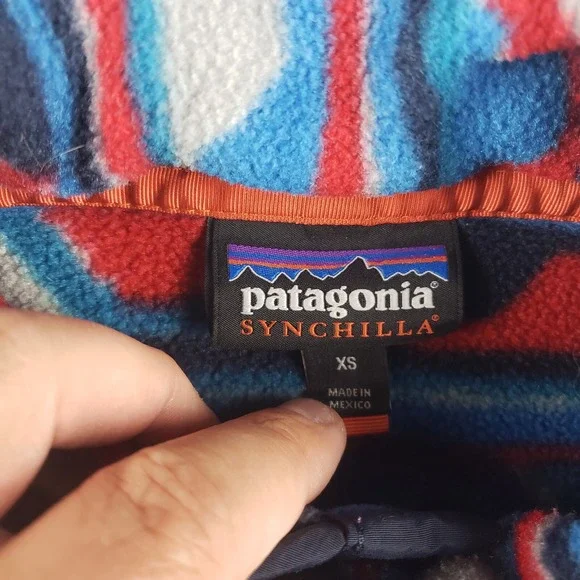 patagonia®
SYNCHILLA®
XS
MADE IN
MEXICO